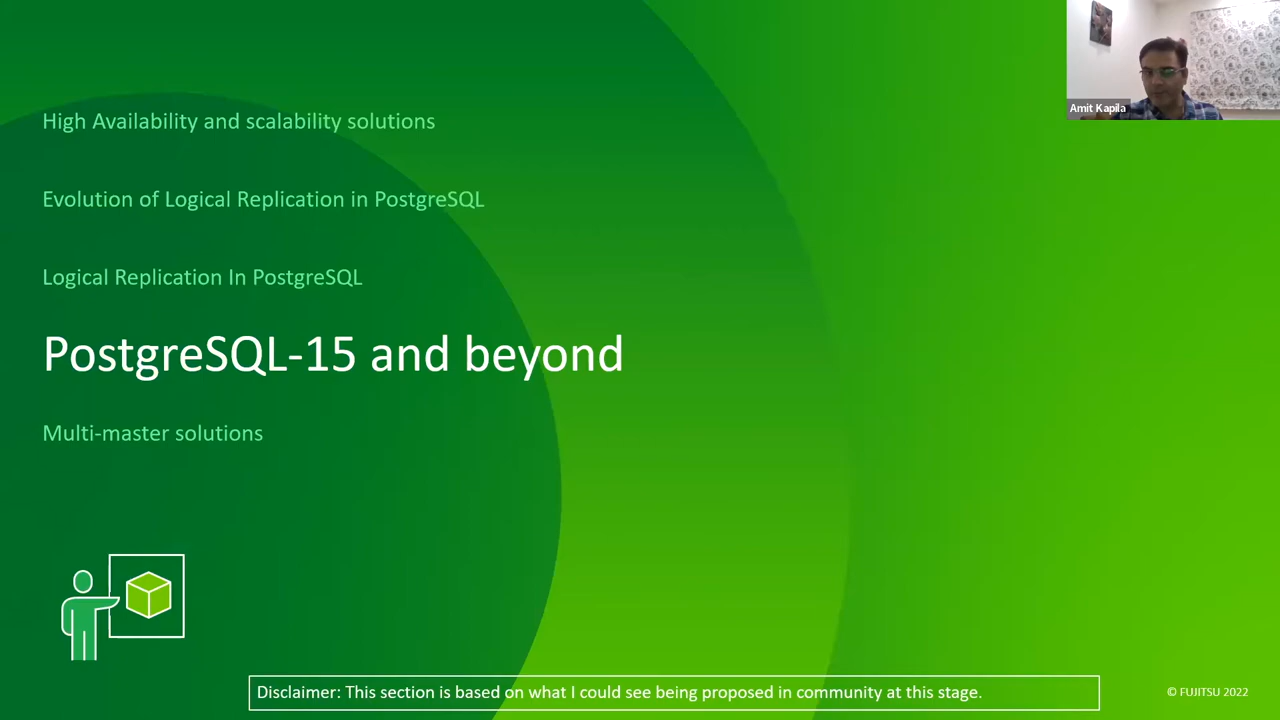 High Availability and scalability solutions
Amit Kapila
Evolution of Logical Replication in PostgreSQL
Logical Replication In PostgreSQL
PostgreSQL-15 and beyond
Multi-master solutions
Disclaimer: This section is based on what I could see being proposed in community at this stage.
© FUJITSU 2022